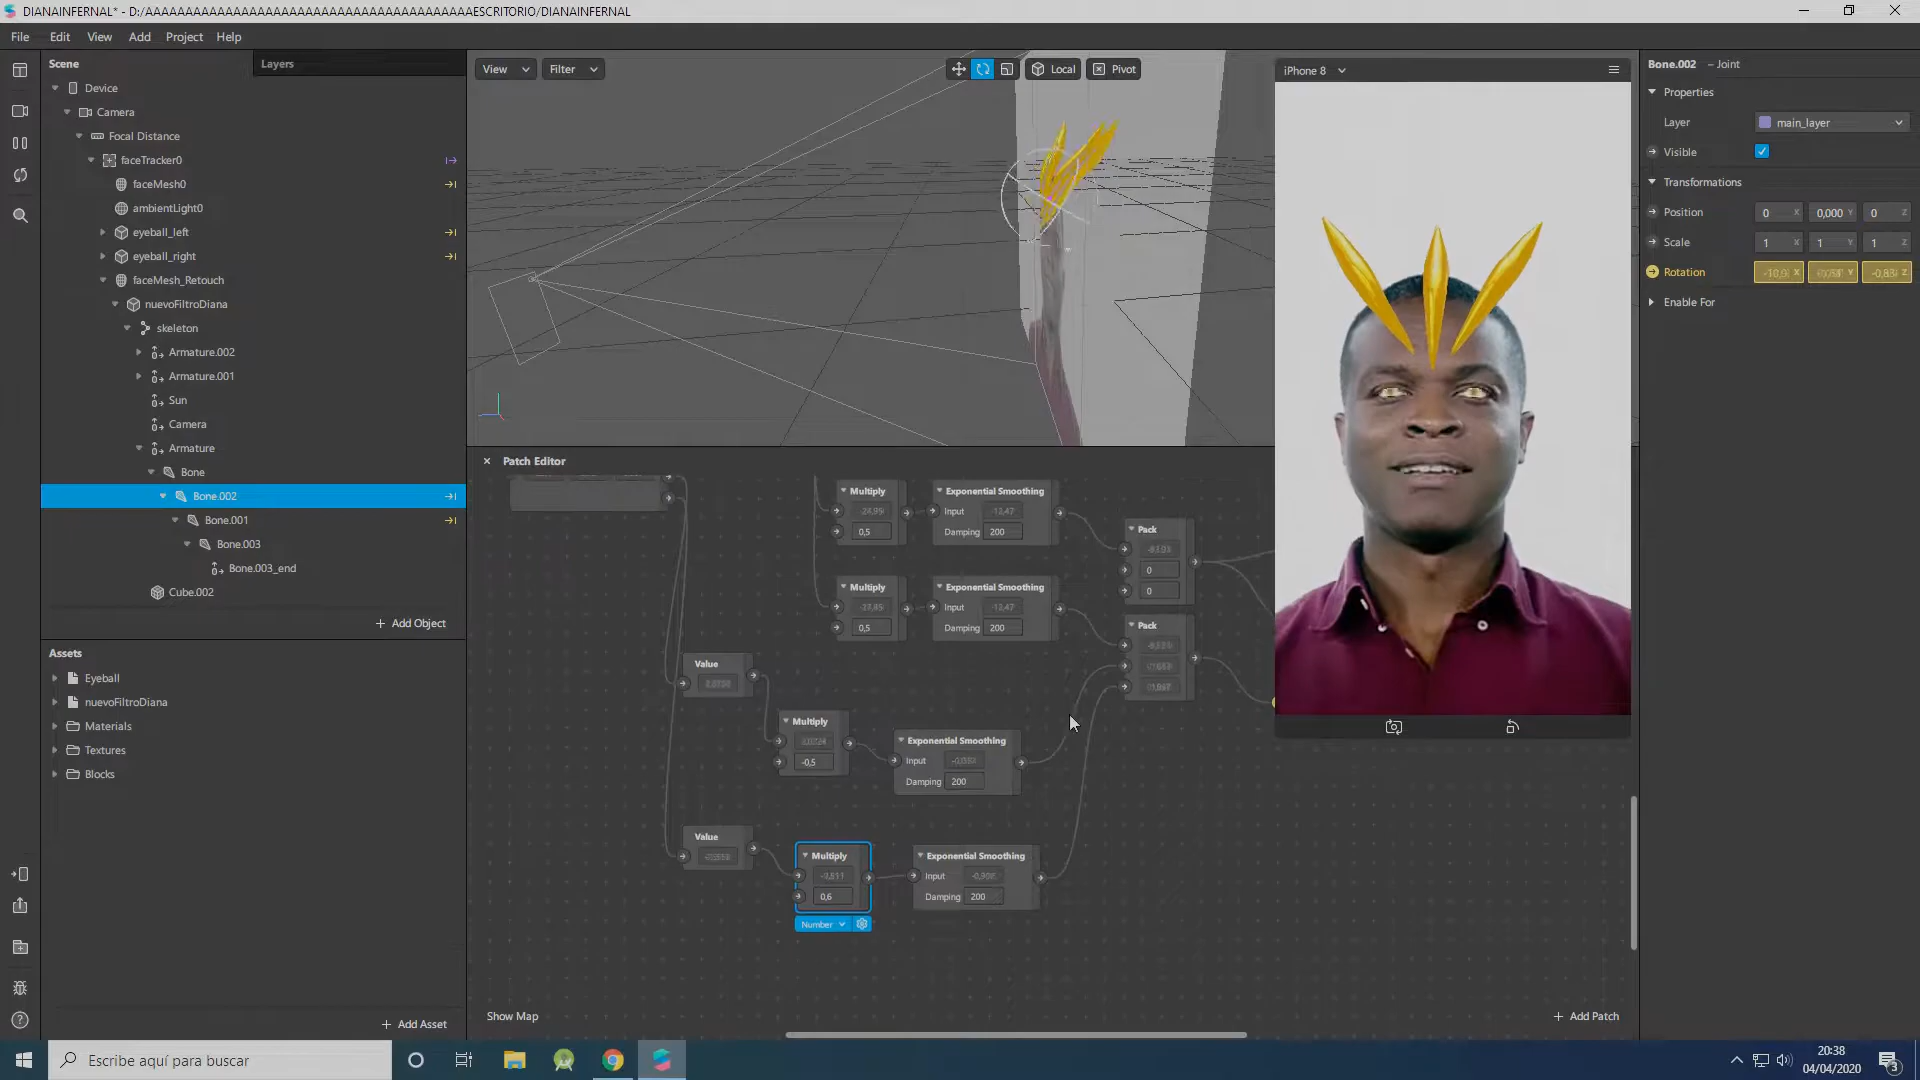 DIANAINFERNAL* - D:/AAAAAAAAAAAAAAAAAAAAAAAAAAAAAAAAAAAAAAAAAESCRITORIO/DIANAINFERNAL
File Edit View Add Project Help
Scene
Layers
Device
Camera
Focal Distance
faceTracker0
faceMesh0
ambientLight0
eyeball_left
eyeball_right
faceMesh_Retouch
nuevoFiltroDiana
skeleton
Armature.002
Armature.001
Sun
Camera
Armature
Bone
Bone.002
Bone.001
Bone.003
Bone.003_end
Cube.002
+ Add Object
Assets
Eyeball
nuevoFiltroDiana
Materials
Textures
Blocks
+ Add Asset
View
Filter
Local
Pivot
Patch Editor
Multiply
0,5
Exponential Smoothing
Input -12,47
Damping 200
Multiply
0,5
Exponential Smoothing
Input -12,47
Damping 200
Pack
0
0
Pack
Value
Multiply
-0,5
Exponential Smoothing
Input
Damping 200
Value
Multiply
0,6
Number
Exponential Smoothing
Input
Damping 200
Show Map
+ Add Patch
iPhone 8
Bone.002 – Joint
Properties
Layer main_layer
Visible
Transformations
Position 0 X 0,000 Y 0 Z
Scale 1 X 1 Y 1 Z
Rotation
Enable For
Escribe aquí para buscar
20:38
04/04/2020
3